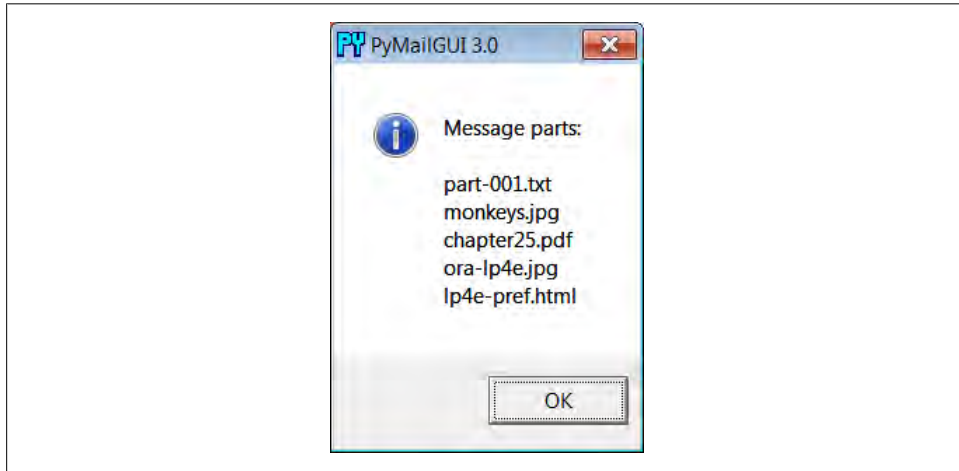 PY PyMailGUI 3.0
Message parts:
part-001.txt
monkeys.jpg
chapter25.pdf
ora-lp4e.jpg
lp4e-pref.html
OK